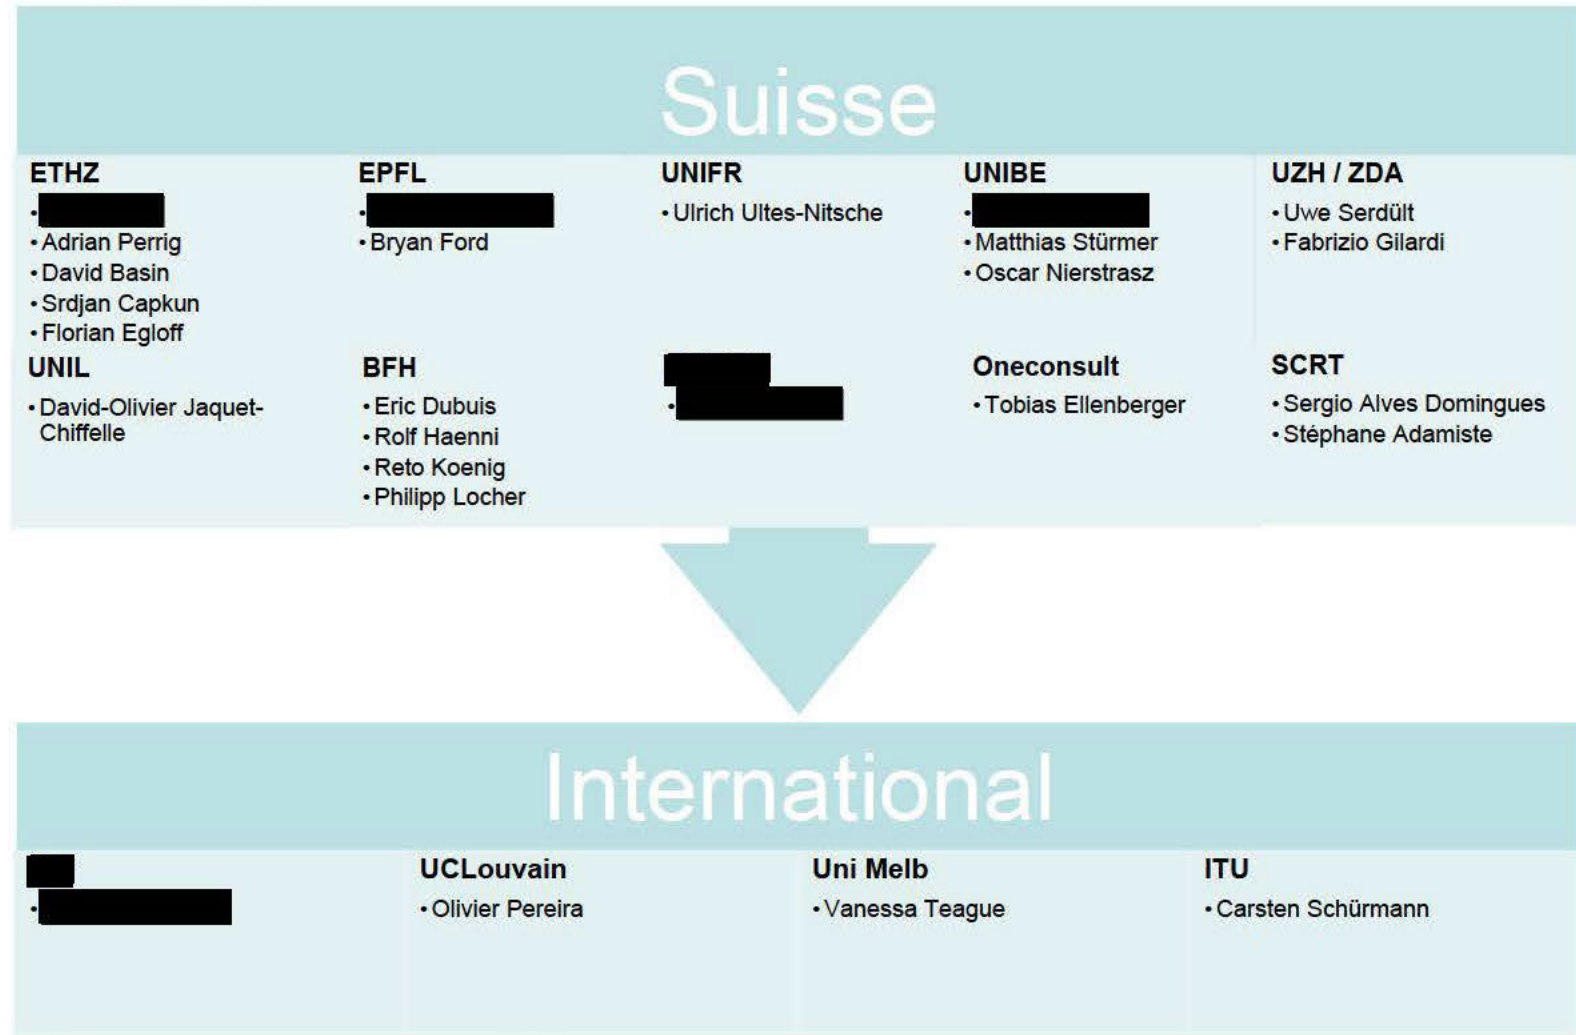 Suisse
ETHZ
•
• Adrian Perrig
• David Basin
• Srdjan Capkun
• Florian Egloff
EPFL
•
• Bryan Ford
UNIFR
• Ulrich Ultes-Nitsche
UNIBE
•
• Matthias Stürmer
• Oscar Nierstrasz
UZH / ZDA
• Uwe Serdült
• Fabrizio Gilardi
UNIL
• David-Olivier Jaquet-
Chiffelle
BFH
• Eric Dubuis
• Rolf Haenni
• Reto Koenig
• Philipp Locher
•
Oneconsult
• Tobias Ellenberger
SCRT
• Sergio Alves Domingues
• Stéphane Adamiste
International
•
UCLouvain
• Olivier Pereira
Uni Melb
• Vanessa Teague
ITU
• Carsten Schürmann